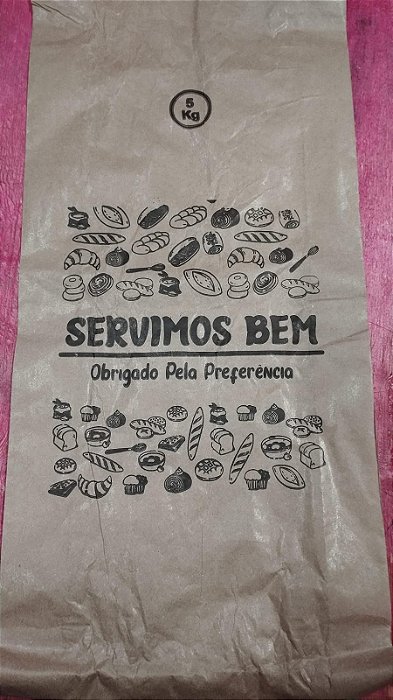 5
Kg
SERVIMOS BEM
Obrigado Pela Preferência